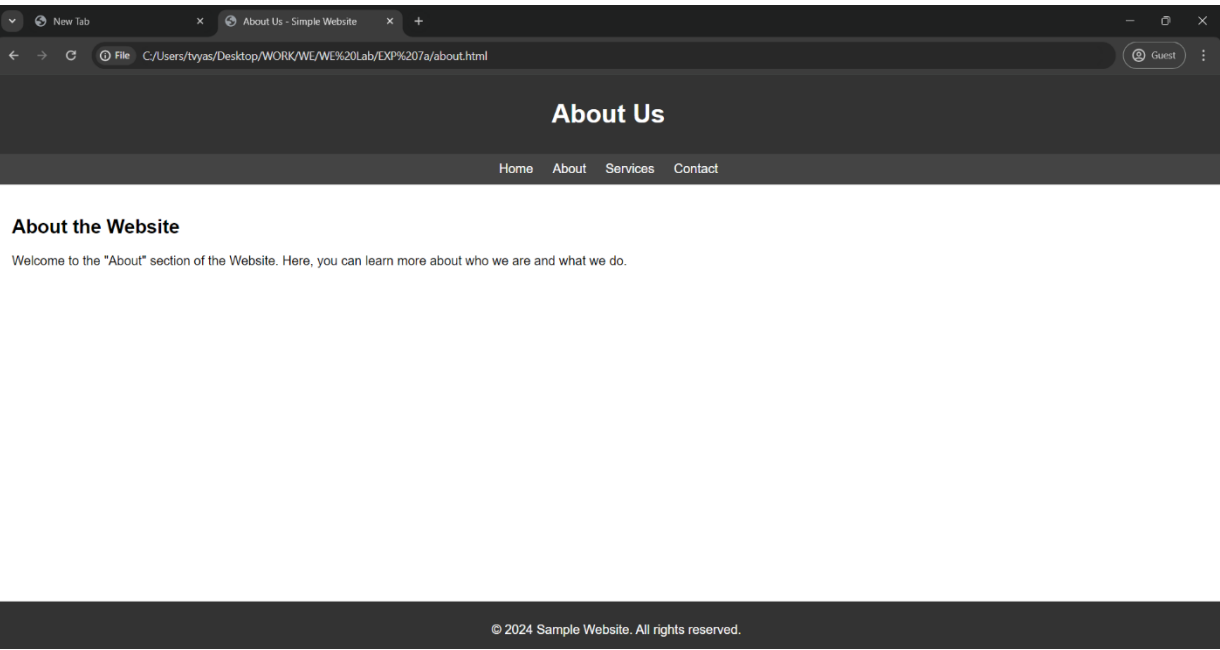 New Tab
About Us - Simple Website
File
C:/Users/tvyas/Desktop/WORK/WE/WE%20Lab/EXP%207a/about.html
Guest
About Us
Home About Services Contact
About the Website
Welcome to the "About" section of the Website. Here, you can learn more about who we are and what we do.
© 2024 Sample Website. All rights reserved.